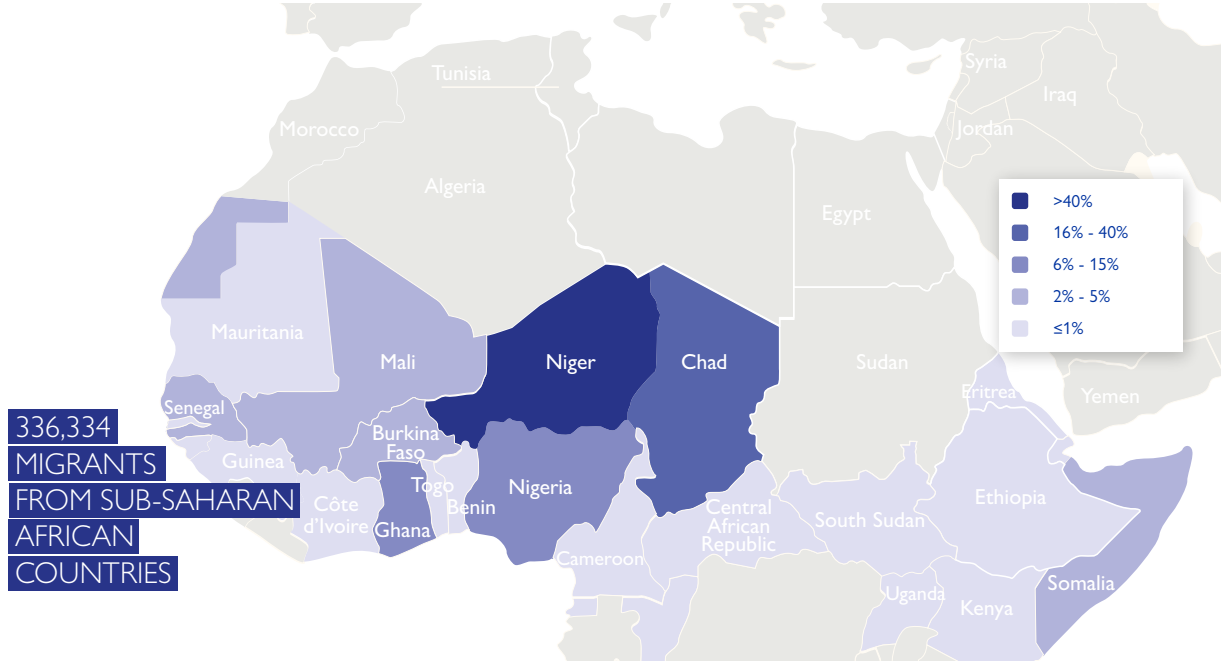 Tunisia
Syria
Iraq
Morocco
Jordan
Algeria
Egypt
>40%
16% - 40%
6% - 15%
2% - 5%
≤1%
Mauritania
Mali
Niger
Chad
Sudan
Eritrea
Yemen
Senegal
336,334
MIGRANTS
FROM SUB-SAHARAN
AFRICAN
COUNTRIES
Burkina
Faso
Guinea
Togo
Nigeria
Benin
Côte
d'Ivoire
Ghana
Central
African
Republic
Ethiopia
South Sudan
Cameroon
Somalia
Uganda
Kenya